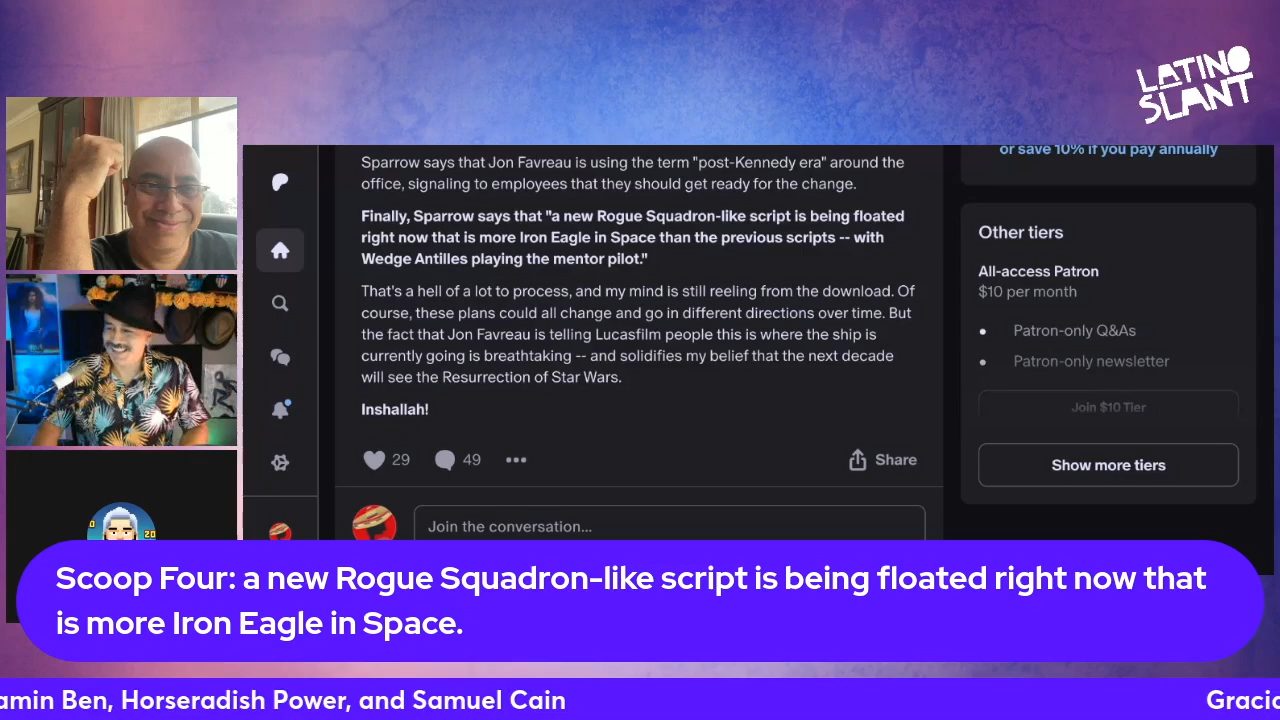 LATINO
SLANT
Sparrow says that Jon Favreau is using the term "post-Kennedy era" around the
office, signaling to employees that they should get ready for the change.
Finally, Sparrow says that "a new Rogue Squadron-like script is being floated
right now that is more Iron Eagle in Space than the previous scripts -- with
Wedge Antilles playing the mentor pilot."
That's a hell of a lot to process, and my mind is still reeling from the download. Of
course, these plans could all change and go in different directions over time. But
the fact that Jon Favreau is telling Lucasfilm people this is where the ship is
currently going is breathtaking -- and solidifies my belief that the next decade
will see the Resurrection of Star Wars.
Inshallah!
29
49
Share
Join the conversation...
or save 10% if you pay annually
Other tiers
All-access Patron
$10 per month
• Patron-only Q&As
• Patron-only newsletter
Join $10 Tier
Show more tiers
20
Scoop Four: a new Rogue Squadron-like script is being floated right now that
is more Iron Eagle in Space.
amin Ben, Horseradish Power, and Samuel Cain
Gracia